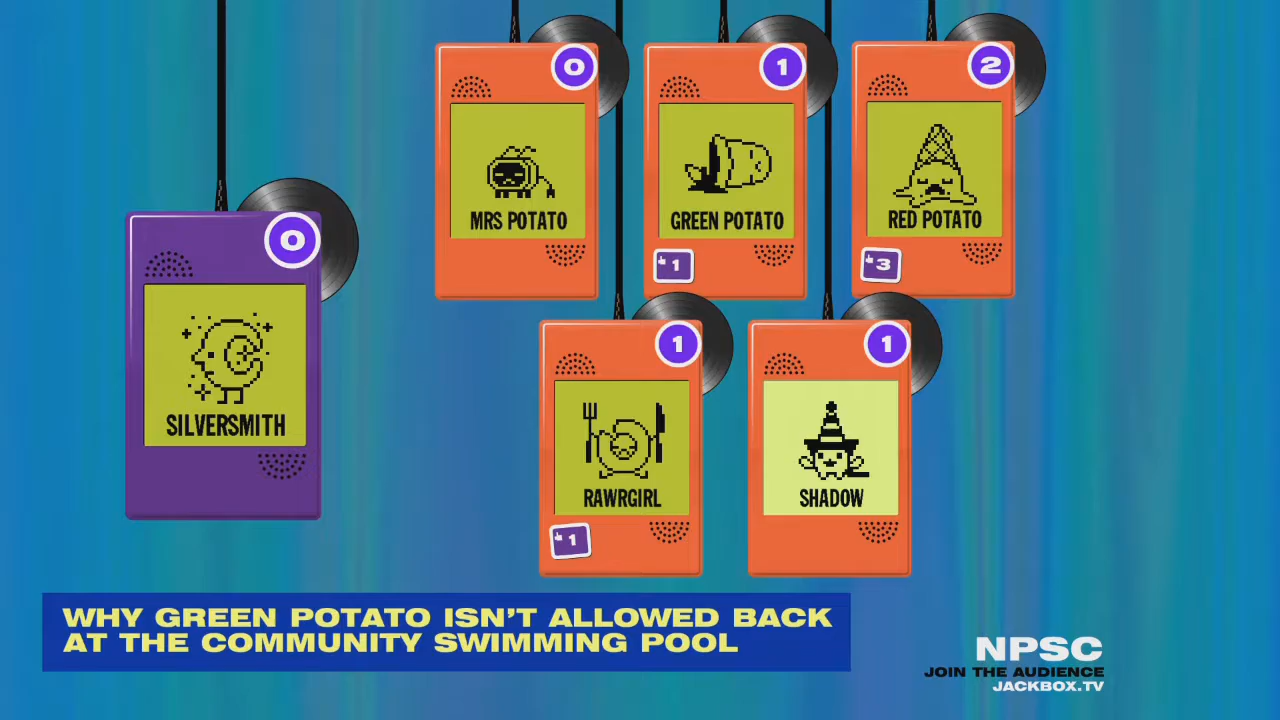 0
1
2
MRS POTATO
GREEN POTATO
RED POTATO
0
1
3
1
1
SILVERSMITH
RAWRGIRL
SHADOW
1
WHY GREEN POTATO ISN'T ALLOWED BACK
AT THE COMMUNITY SWIMMING POOL
NPSC
JOIN THE AUDIENCE
JACKBOX.TV